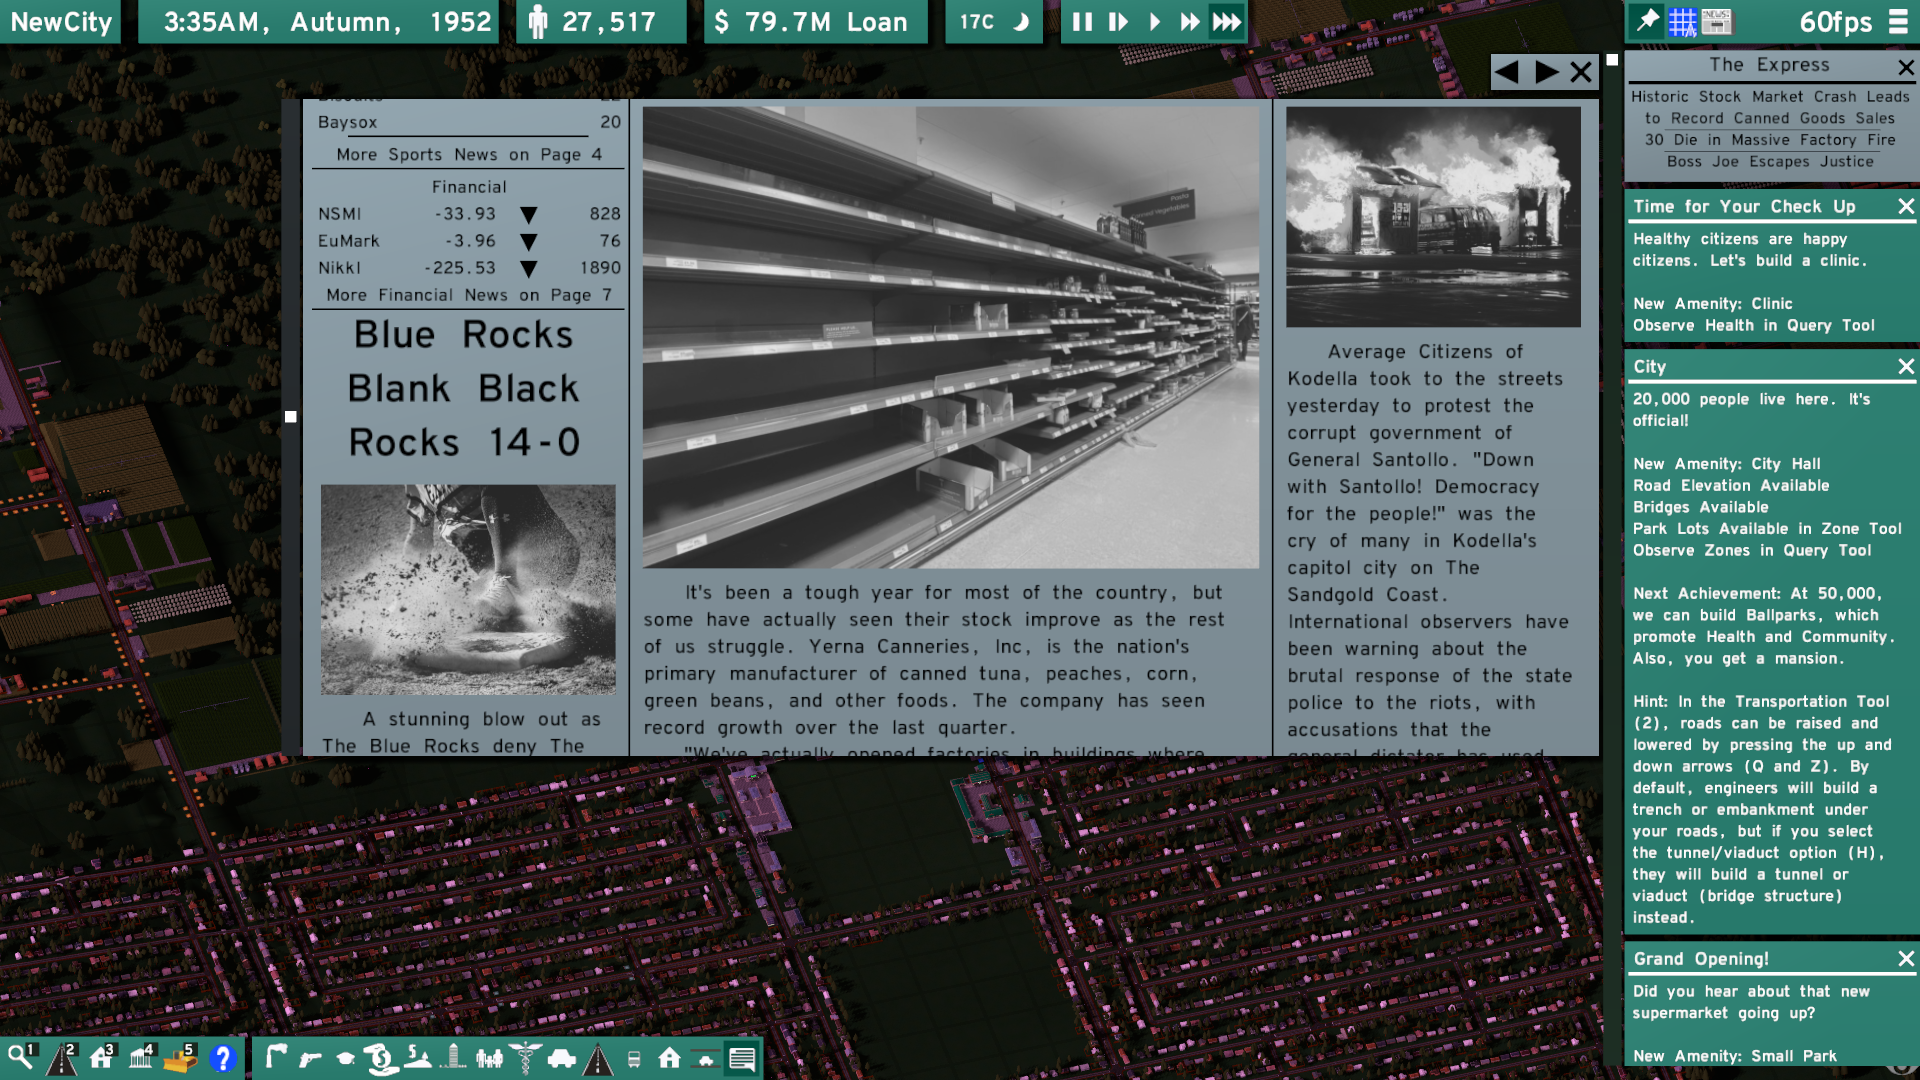 NewCity
3:35AM, Autumn, 1952
27,517
$ 79.7M Loan
17C
60fps
Biscuits 22
Baysox 20
More Sports News on Page 4
Financial
NSMI -33.93 ▼ 828
EuMark -3.96 ▼ 76
NikkI -225.53 ▼ 1890
More Financial News on Page 7
Blue Rocks
Blank Black
Rocks 14-0
A stunning blow out as
The Blue Rocks deny The
It's been a tough year for most of the country, but
some have actually seen their stock improve as the rest
of us struggle. Yerna Canneries, Inc, is the nation's
primary manufacturer of canned tuna, peaches, corn,
green beans, and other foods. The company has seen
record growth over the last quarter.
"We've actually opened factories in buildings where
Average Citizens of
Kodella took to the streets
yesterday to protest the
corrupt government of
General Santollo. "Down
with Santollo! Democracy
for the people!" was the
cry of many in Kodella's
capitol city on The
Sandgold Coast.
International observers have
been warning about the
brutal response of the state
police to the riots, with
accusations that the
general dictator has used
The Express
Historic Stock Market Crash Leads
to Record Canned Goods Sales
30 Die in Massive Factory Fire
Boss Joe Escapes Justice
Time for Your Check Up
Healthy citizens are happy
citizens. Let's build a clinic.
New Amenity: Clinic
Observe Health in Query Tool
City
20,000 people live here. It's
official!
New Amenity: City Hall
Road Elevation Available
Bridges Available
Park Lots Available in Zone Tool
Observe Zones in Query Tool
Next Achievement: At 50,000,
we can build Ballparks, which
promote Health and Community.
Also, you get a mansion.
Hint: In the Transportation Tool
(2), roads can be raised and
lowered by pressing the up and
down arrows (Q and Z). By
default, engineers will build a
trench or embankment under
your roads, but if you select
the tunnel/viaduct option (H),
they will build a tunnel or
viaduct (bridge structure)
instead.
Grand Opening!
Did you hear about that new
supermarket going up?
New Amenity: Small Park
1 2 3 4 5 ?